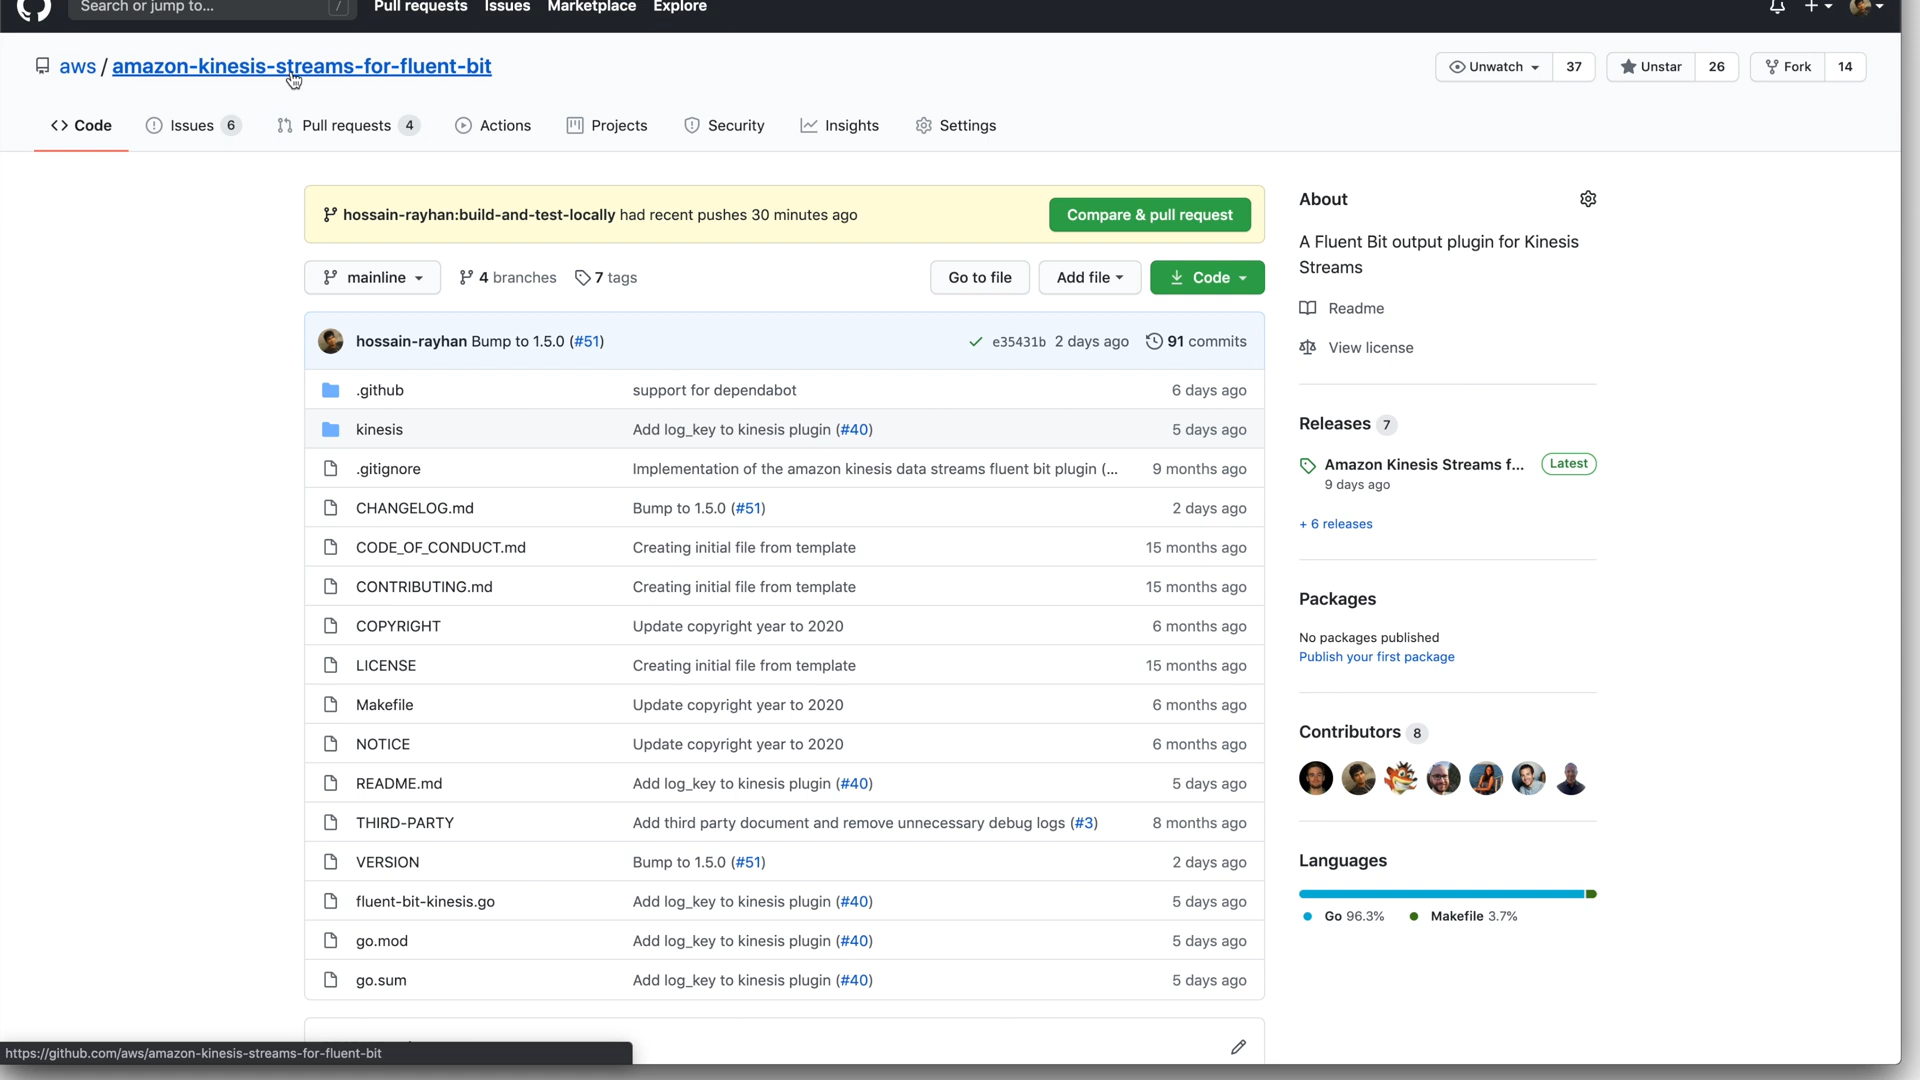 Search or jump to... / Pull requests Issues Marketplace Explore
aws / amazon-kinesis-streams-for-fluent-bit Unwatch 37 Unstar 26 Fork 14
Code Issues 6 Pull requests 4 Actions Projects Security Insights Settings
hossain-rayhan:build-and-test-locally had recent pushes 30 minutes ago Compare & pull request
mainline 4 branches 7 tags Go to file Add file Code
hossain-rayhan Bump to 1.5.0 (#51) e35431b 2 days ago 91 commits
.github support for dependabot 6 days ago
kinesis Add log_key to kinesis plugin (#40) 5 days ago
.gitignore Implementation of the amazon kinesis data streams fluent bit plugin (... 9 months ago
CHANGELOG.md Bump to 1.5.0 (#51) 2 days ago
CODE_OF_CONDUCT.md Creating initial file from template 15 months ago
CONTRIBUTING.md Creating initial file from template 15 months ago
COPYRIGHT Update copyright year to 2020 6 months ago
LICENSE Creating initial file from template 15 months ago
Makefile Update copyright year to 2020 6 months ago
NOTICE Update copyright year to 2020 6 months ago
README.md Add log_key to kinesis plugin (#40) 5 days ago
THIRD-PARTY Add third party document and remove unnecessary debug logs (#3) 8 months ago
VERSION Bump to 1.5.0 (#51) 2 days ago
fluent-bit-kinesis.go Add log_key to kinesis plugin (#40) 5 days ago
go.mod Add log_key to kinesis plugin (#40) 5 days ago
go.sum Add log_key to kinesis plugin (#40) 5 days ago
About
A Fluent Bit output plugin for Kinesis
Streams
Readme
View license
Releases 7
Amazon Kinesis Streams f... Latest
9 days ago
+ 6 releases
Packages
No packages published
Publish your first package
Contributors 8
Languages
Go 96.3% Makefile 3.7%
https://github.com/aws/amazon-kinesis-streams-for-fluent-bit